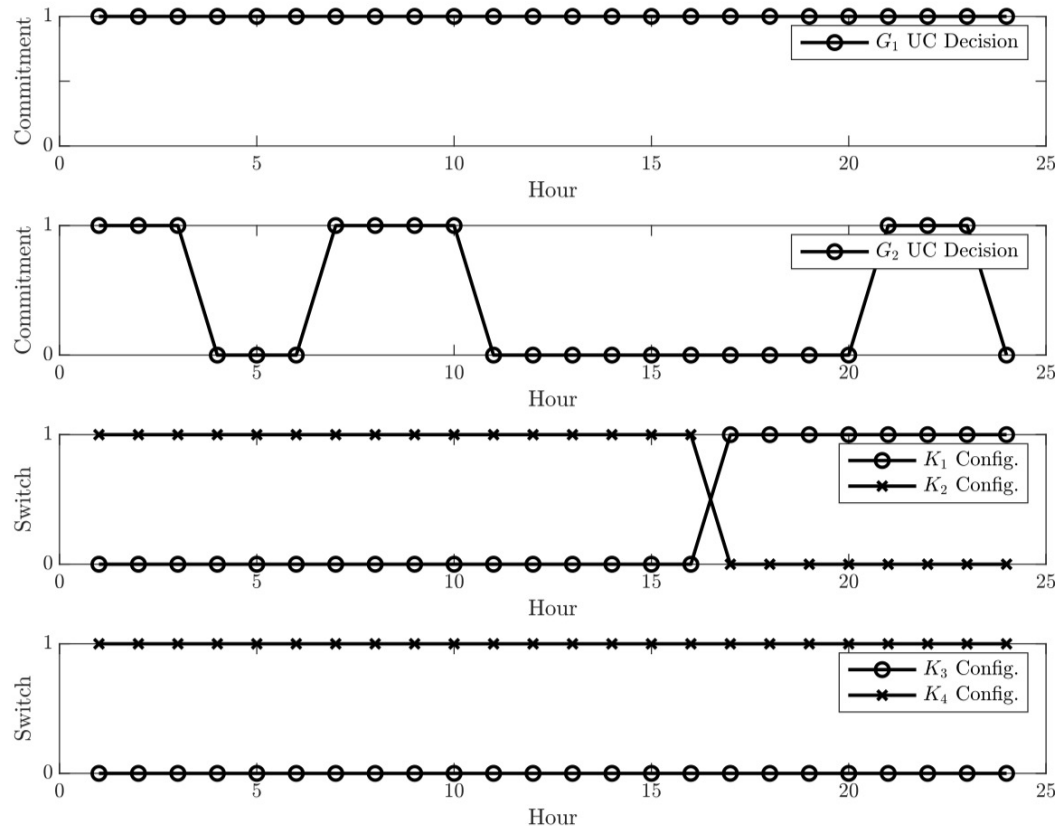 Commitment
1
0
G₁ UC Decision
0 5 10 15 20 25
Hour
Commitment
1
0
G₂ UC Decision
0 5 10 15 20 25
Hour
Switch
1
0
K₁ Config.
K₂ Config.
0 5 10 15 20 25
Hour
Switch
1
0
K₃ Config.
K₄ Config.
0 5 10 15 20 25
Hour